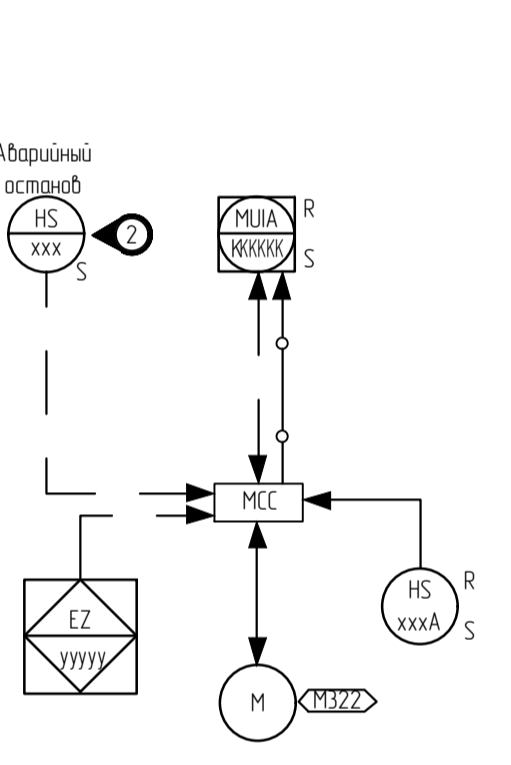 Аварийный
останов
HS
xxx
S
2
MUIA
KKKKKK
R
S
MCC
EZ
yyyyy
HS
xxxA
R
S
M
M322